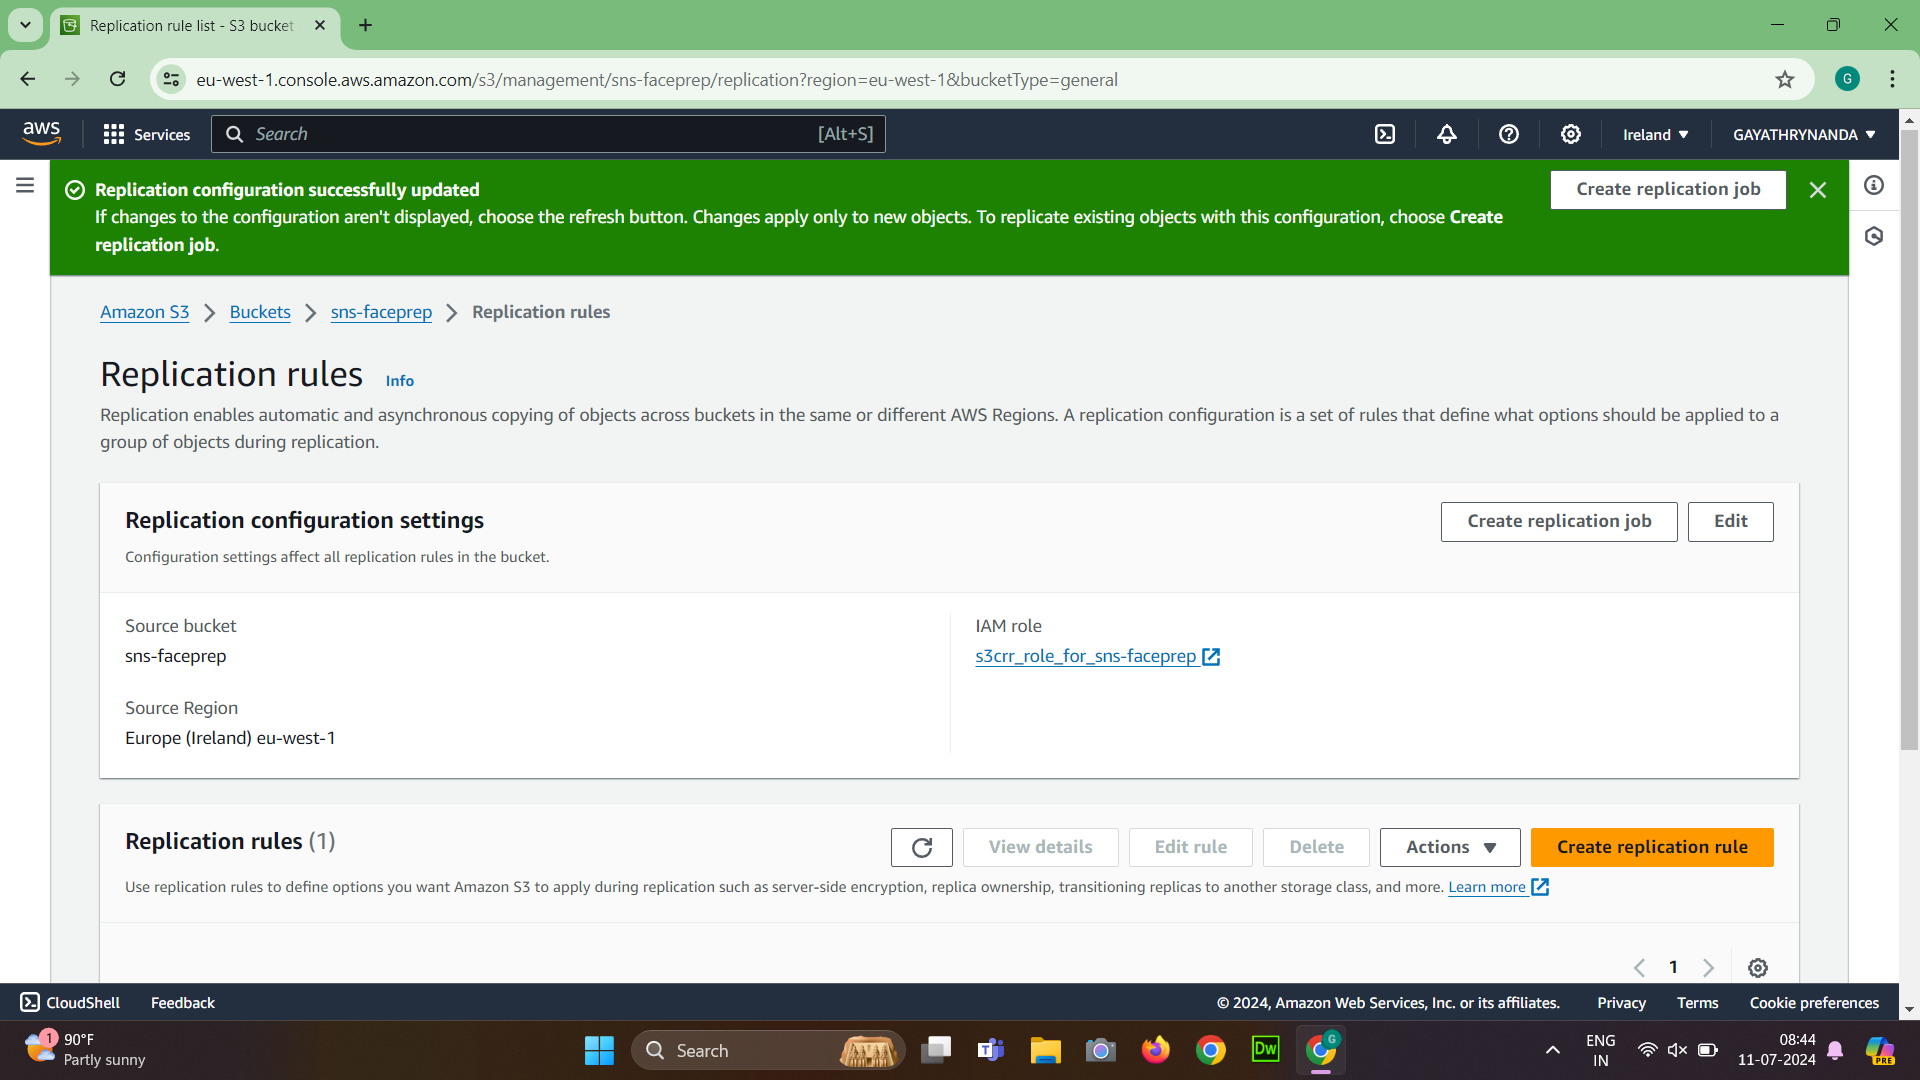 Replication rule list - S3 bucket
eu-west-1.console.aws.amazon.com/s3/management/sns-faceprep/replication?region=eu-west-1&bucketType=general
G
aws
Services
Search
[Alt+S]
Ireland
GAYATHRYNANDA
Replication configuration successfully updated
If changes to the configuration aren't displayed, choose the refresh button. Changes apply only to new objects. To replicate existing objects with this configuration, choose Create
replication job.
Create replication job
Amazon S3
Buckets
sns-faceprep
Replication rules
Replication rules
Info
Replication enables automatic and asynchronous copying of objects across buckets in the same or different AWS Regions. A replication configuration is a set of rules that define what options should be applied to a
group of objects during replication.
Replication configuration settings
Create replication job
Edit
Configuration settings affect all replication rules in the bucket.
Source bucket
sns-faceprep
Source Region
Europe (Ireland) eu-west-1
IAM role
s3crr_role_for_sns-faceprep
Replication rules (1)
View details
Edit rule
Delete
Actions
Create replication rule
Use replication rules to define options you want Amazon S3 to apply during replication such as server-side encryption, replica ownership, transitioning replicas to another storage class, and more. Learn more
1
CloudShell
Feedback
© 2024, Amazon Web Services, Inc. or its affiliates.
Privacy
Terms
Cookie preferences
1
90°F
Partly sunny
Search
Dw
G
ENG
IN
08:44
11-07-2024
PRE